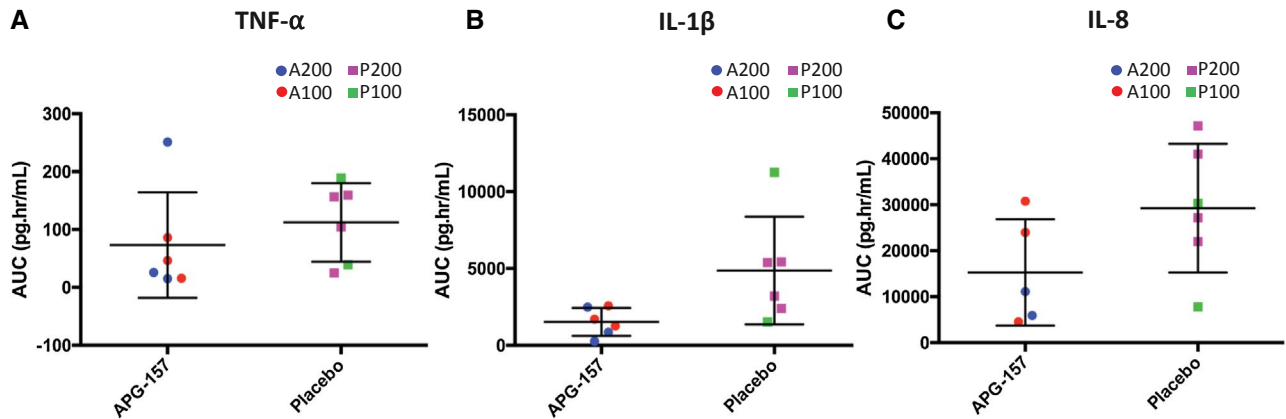 A TNF-α
A200 P200
A100 P100
AUC (pg.hr/mL)
300
200
100
0
-100
APG-157 Placebo
B IL-1β
A200 P200
A100 P100
AUC (pg.hr/mL)
15000
10000
5000
0
APG-157 Placebo
C IL-8
A200 P200
A100 P100
AUC (pg.hr/mL)
50000
40000
30000
20000
10000
0
APG-157 Placebo